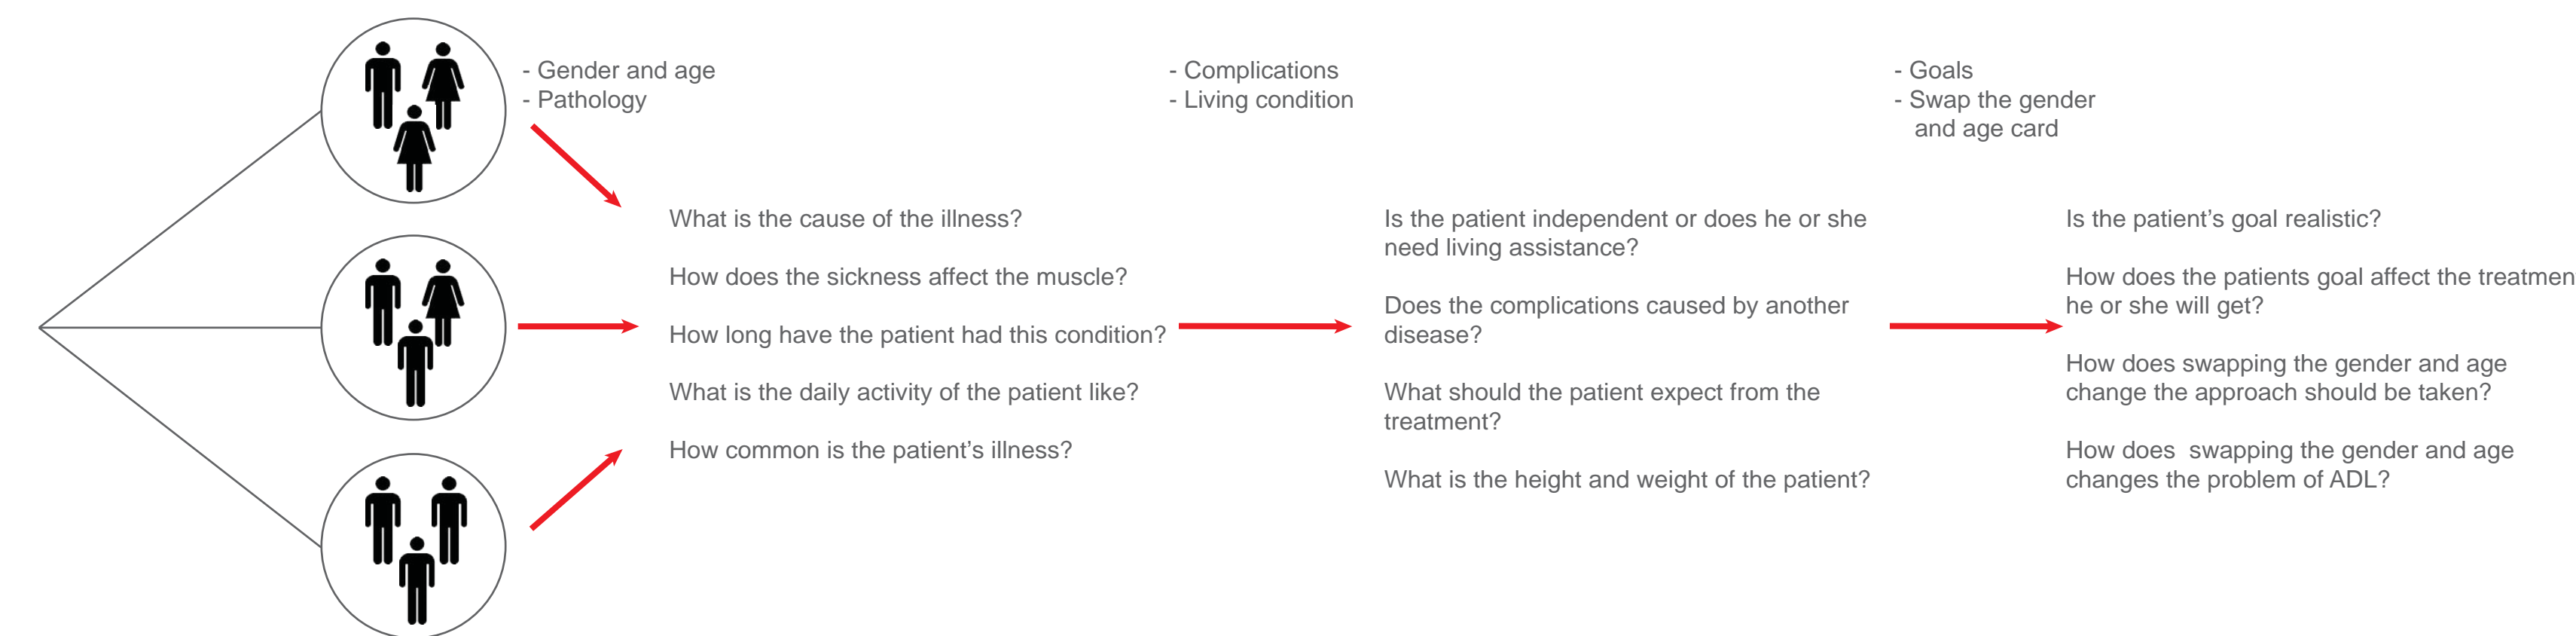 - Gender and age
- Pathology
- Complications
- Living condition
- Goals
- Swap the gender
and age card
What is the cause of the illness?
How does the sickness affect the muscle?
How long have the patient had this condition?
What is the daily activity of the patient like?
How common is the patient's illness?
Is the patient independent or does he or she
need living assistance?
Does the complications caused by another
disease?
What should the patient expect from the
treatment?
What is the height and weight of the patient?
Is the patient’s goal realistic?
How does the patients goal affect the treatmen
he or she will get?
How does swapping the gender and age
change the approach should be taken?
How does  swapping the gender and age
changes the problem of ADL?